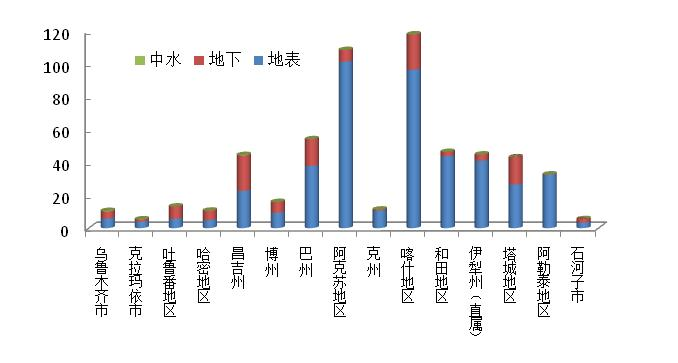 120
100
80
60
40
20
0
中水 地下 地表
乌鲁木齐市
克拉玛依市
吐鲁番地区
哈密地区
昌吉州
博州
巴州
阿克苏地区
克州
喀什地区
和田地区
伊犁州（直属）
塔城地区
阿勒泰地区
石河子市